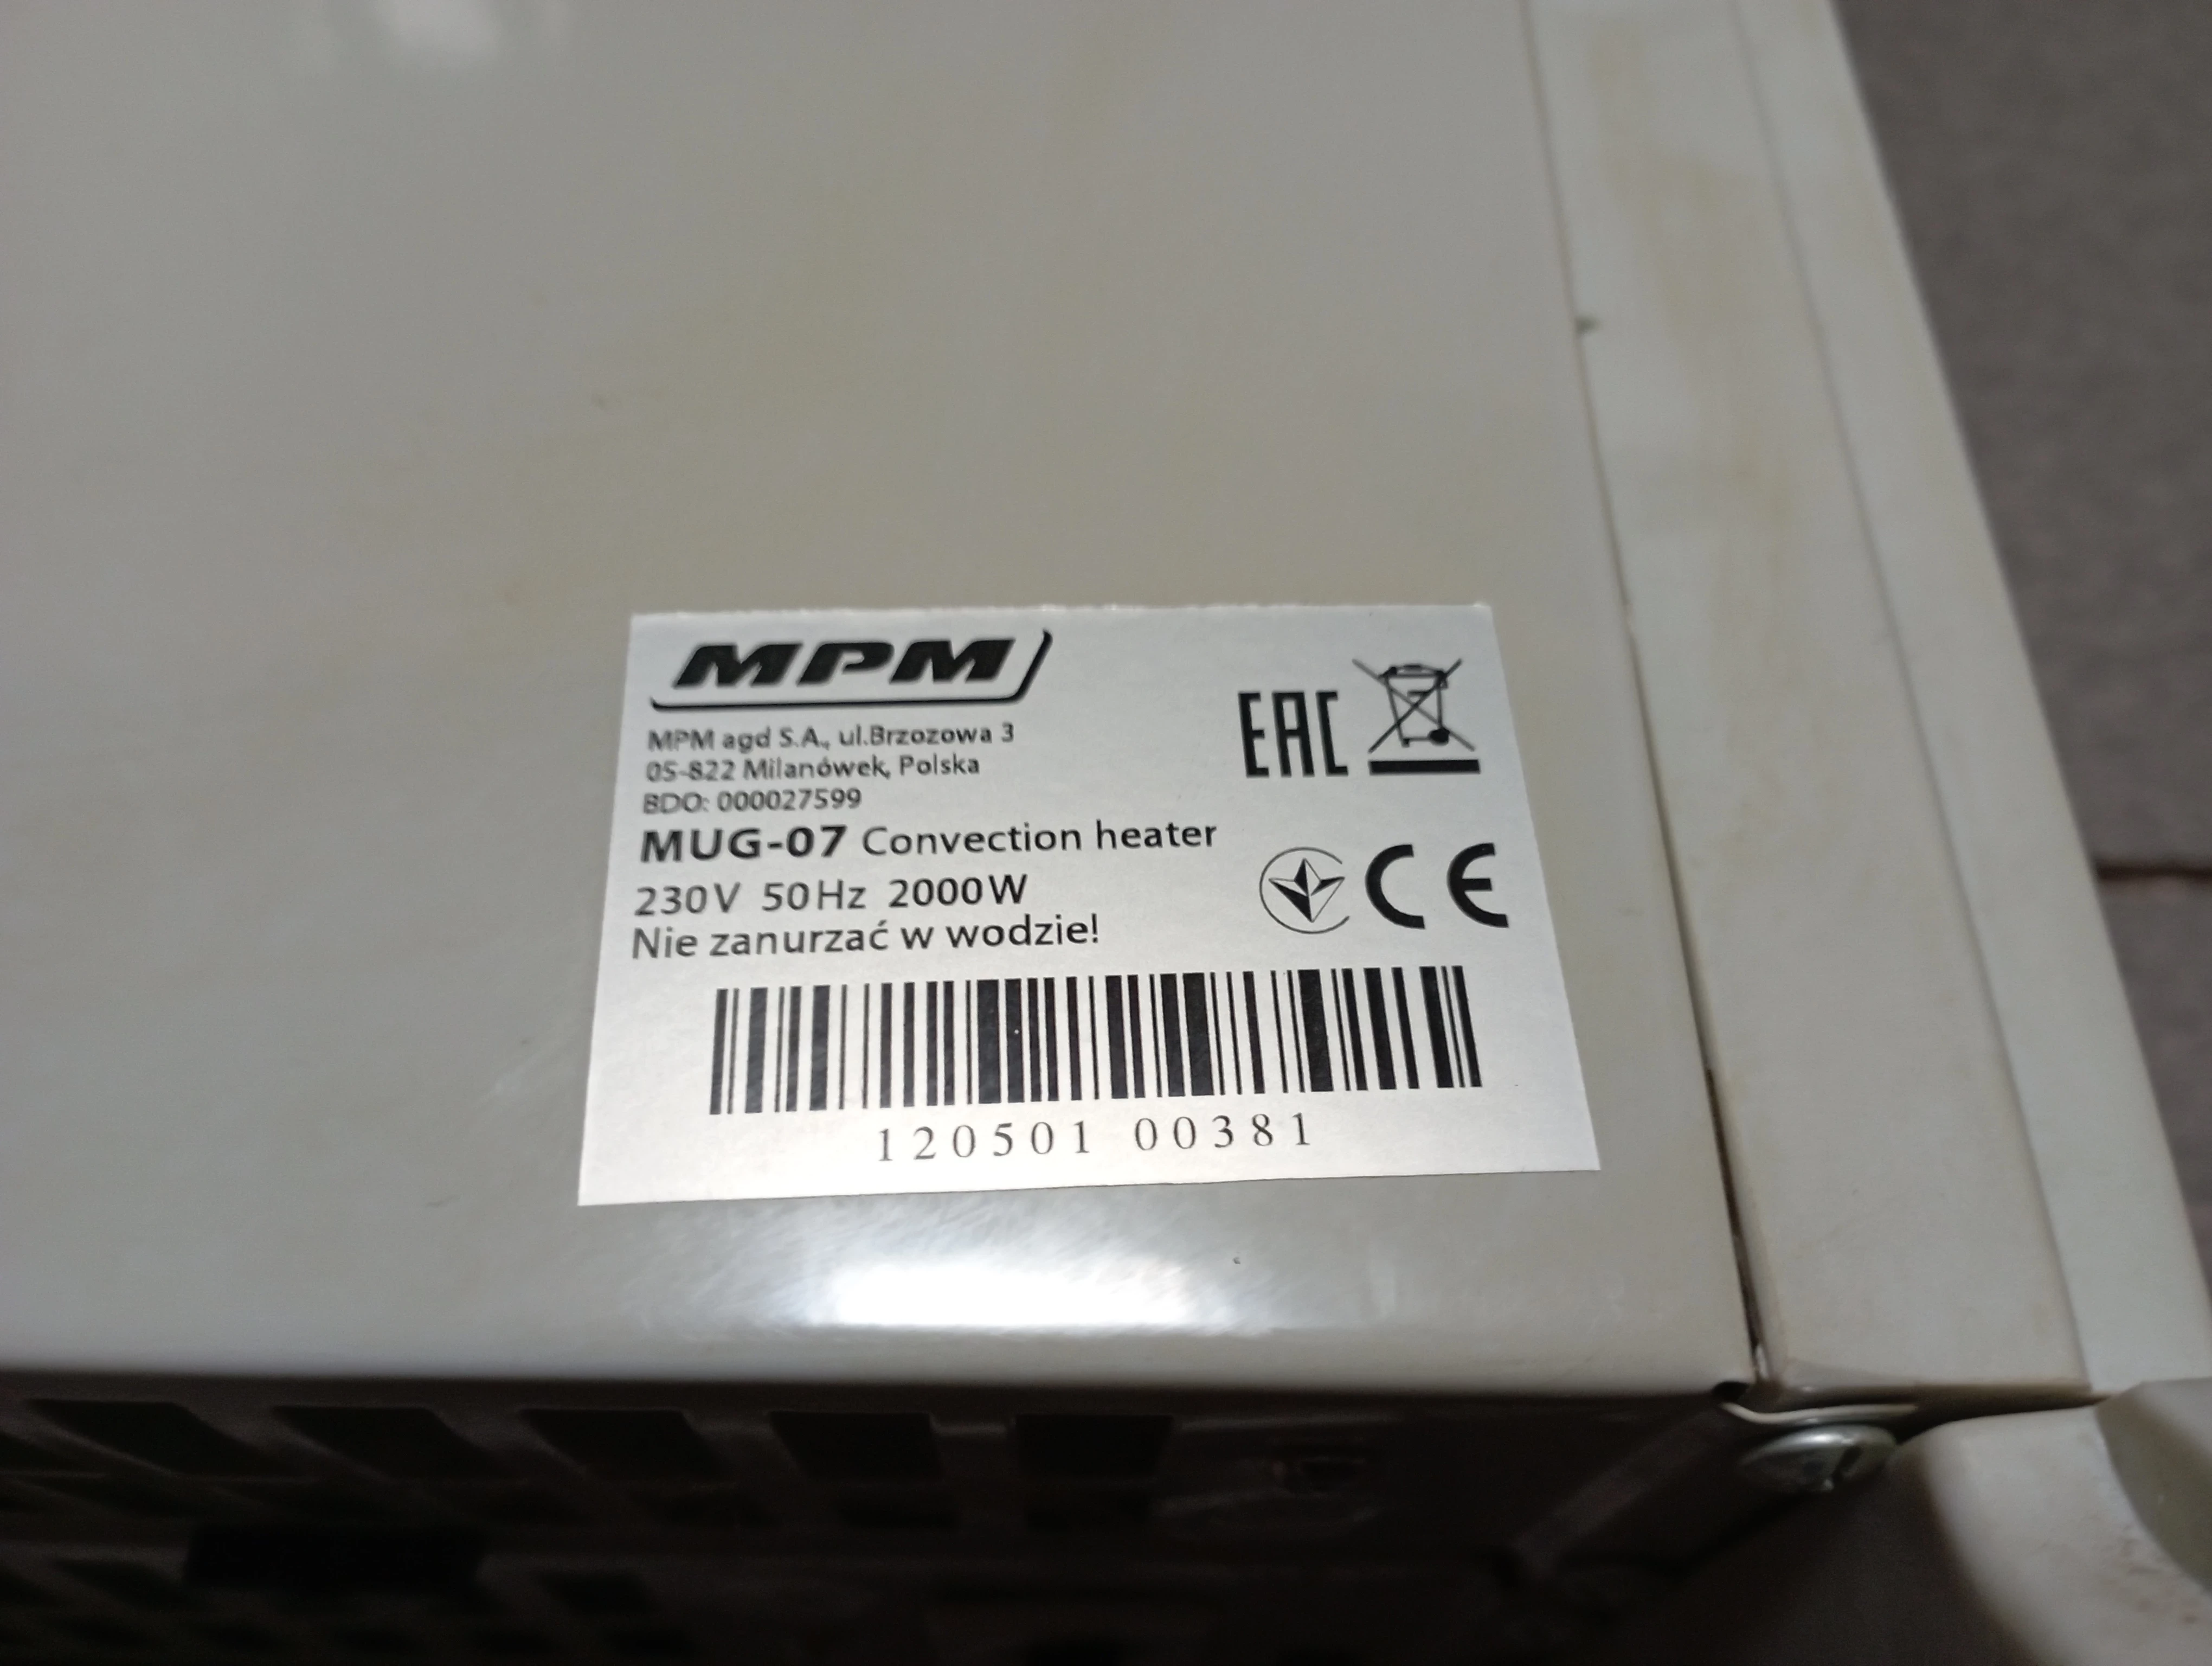 MPM
MPM agd S.A., ul.Brzozowa 3
05-822 Milanówek, Polska
BDO: 000027599
MUG-07 Convection heater
230V 50Hz 2000W
Nie zanurzać w wodzie!
EAC
CE
120501 00381